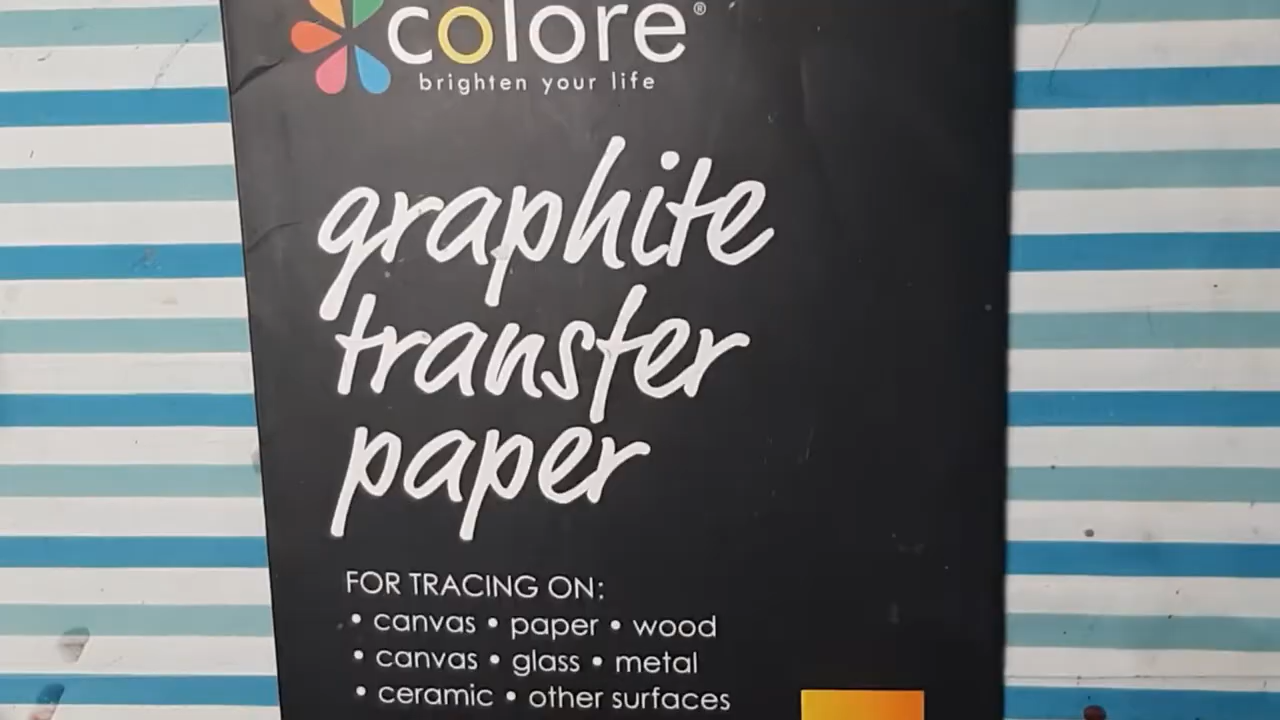 colore®
brighten your life
graphite
transfer
paper
FOR TRACING ON:
• canvas • paper • wood
• canvas • glass • metal
• ceramic • other surfaces